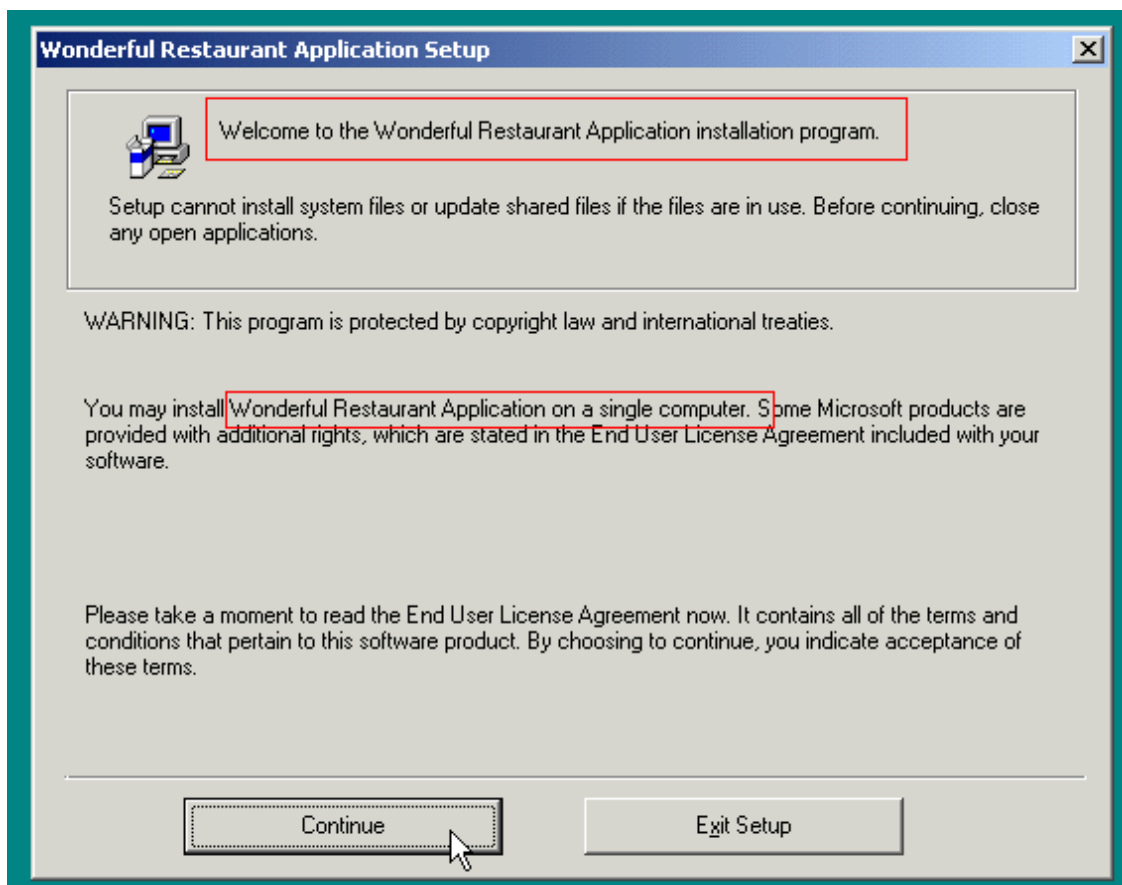 Wonderful Restaurant Application Setup
Welcome to the Wonderful Restaurant Application installation program.
Setup cannot install system files or update shared files if the files are in use. Before continuing, close
any open applications.
WARNING: This program is protected by copyright law and international treaties.
You may install Wonderful Restaurant Application on a single computer. Some Microsoft products are
provided with additional rights, which are stated in the End User License Agreement included with your
software.
Please take a moment to read the End User License Agreement now. It contains all of the terms and
conditions that pertain to this software product. By choosing to continue, you indicate acceptance of
these terms.
Continue
Exit Setup